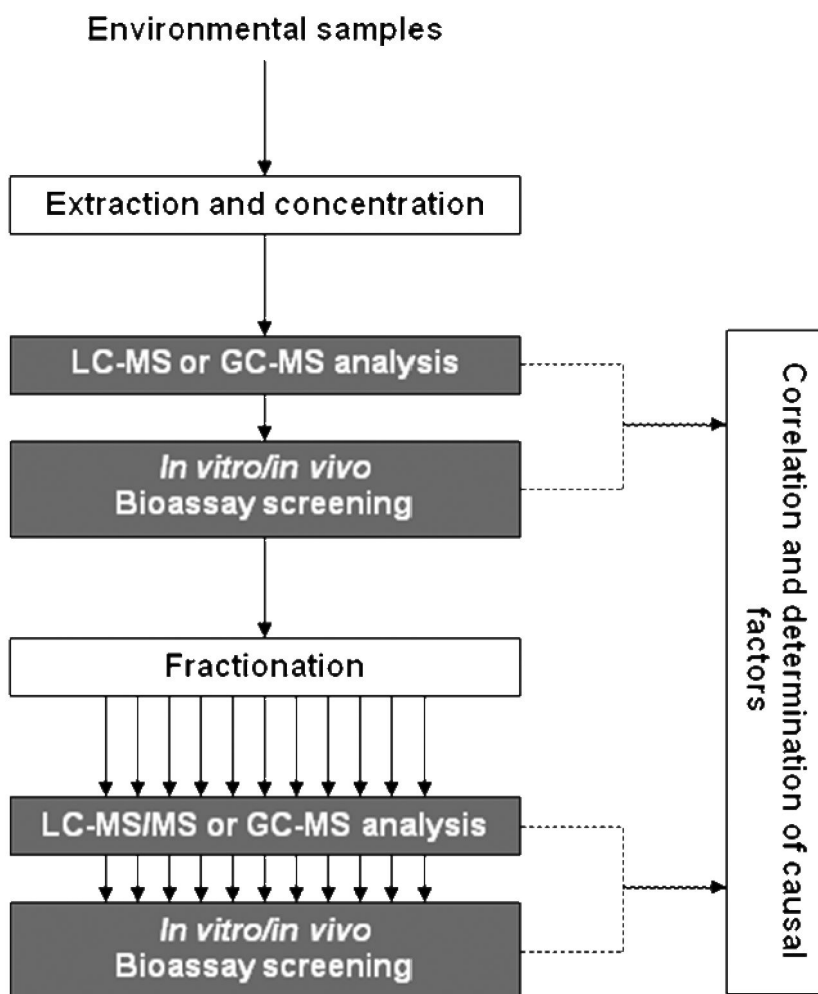 Environmental samples
Extraction and concentration
LC-MS or GC-MS analysis
In vitro/in vivo
Bioassay screening
Fractionation
LC-MS/MS or GC-MS analysis
In vitro/in vivo
Bioassay screening
Correlation and determination of causal
factors